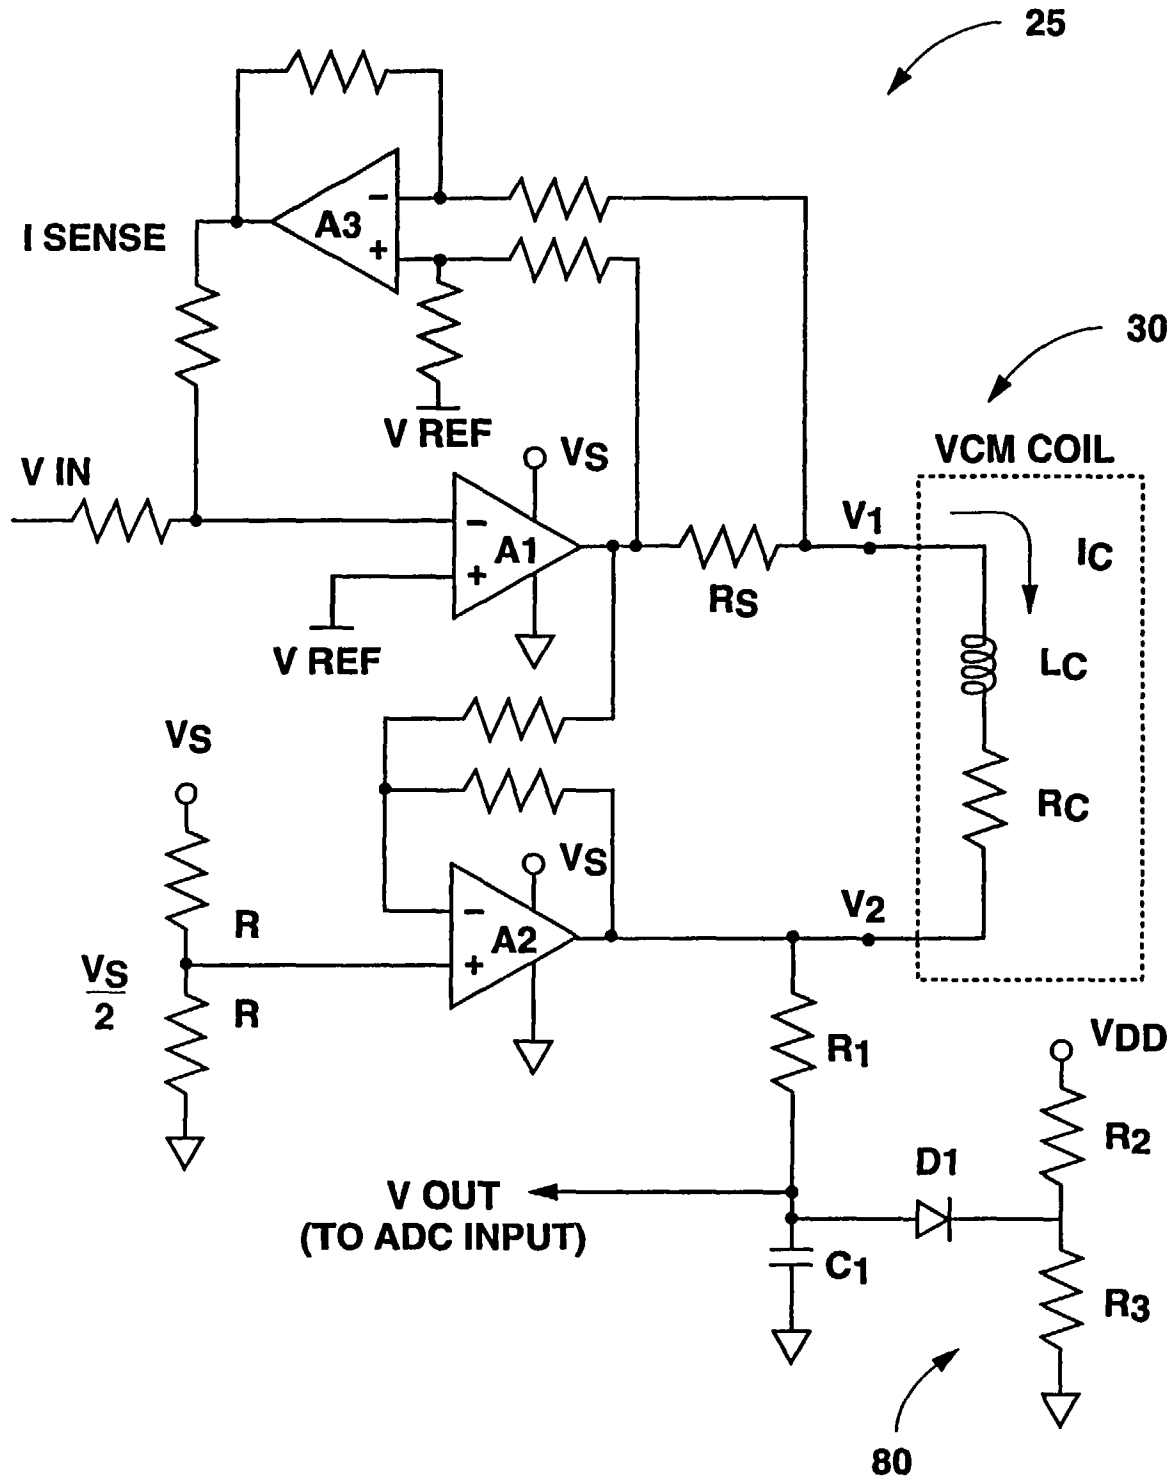 25
I SENSE
−
A3
+
V REF
30
V IN
VS
−
A1
+
V REF
RS
V1
VCM COIL
IC
LC
RC
VS
R
VS
2
R
VS
−
A2
+
V2
R1
VDD
R2
D1
V OUT
(TO ADC INPUT)
C1
R3
80